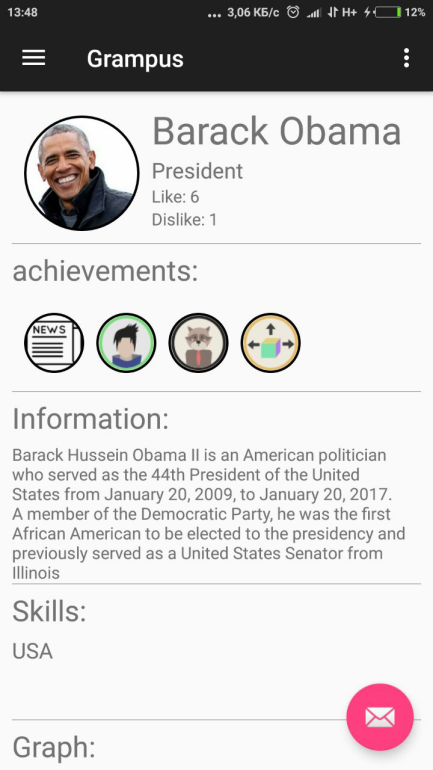 13:48 ... 3,06 КБ/с H+ 12%
Grampus
Barack Obama
President
Like: 6
Dislike: 1
achievements:
NEWS
Information:
Barack Hussein Obama II is an American politician
who served as the 44th President of the United
States from January 20, 2009, to January 20, 2017.
A member of the Democratic Party, he was the first
African American to be elected to the presidency and
previously served as a United States Senator from
Illinois
Skills:
USA
Graph: